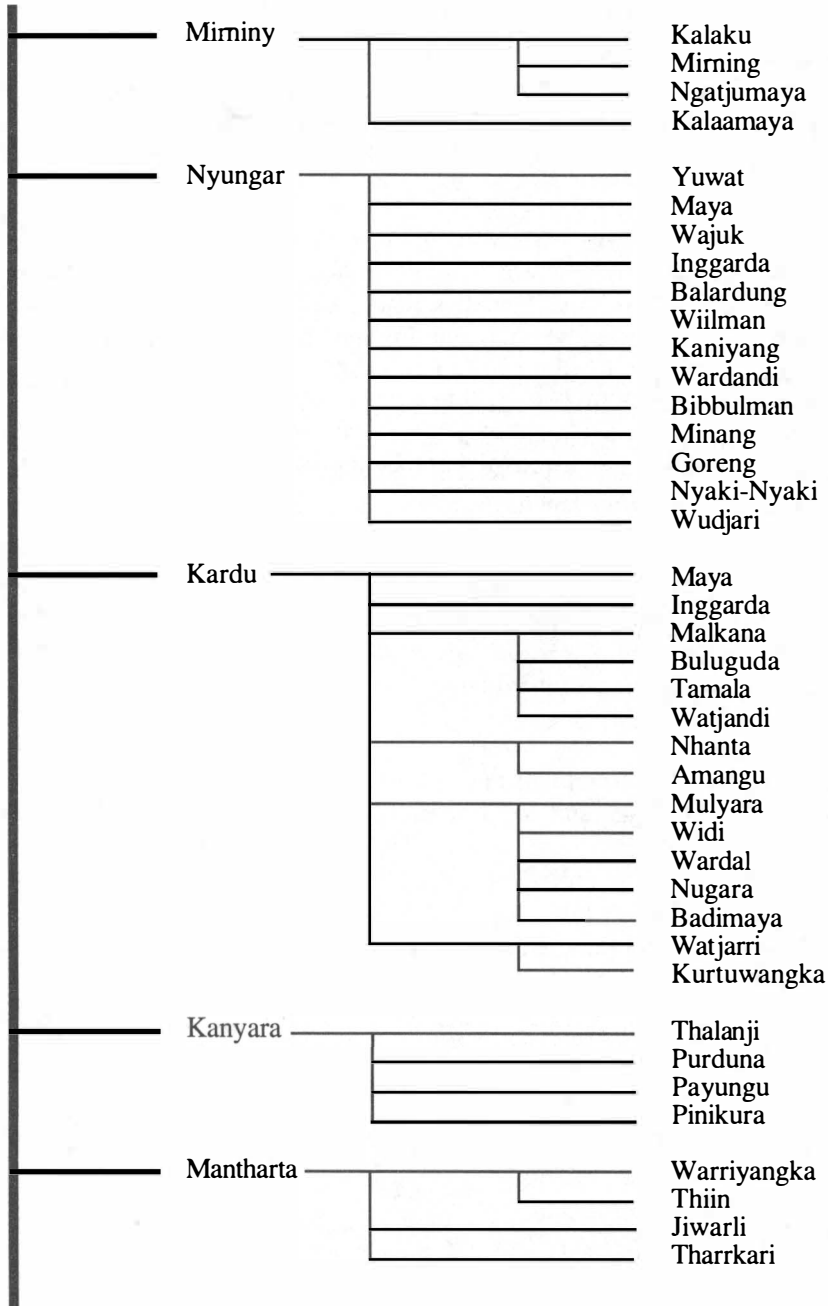 Mirniny Kalaku
Mirning
Ngatjumaya
Kalaamaya
Nyungar Yuwat
Maya
Wajuk
Inggarda
Balardung
Wiilman
Kaniyang
Wardandi
Bibbulman
Minang
Goreng
Nyaki-Nyaki
Wudjari
Kardu Maya
Inggarda
Malkana
Buluguda
Tamala
Watjandi
Nhanta
Amangu
Mulyara
Widi
Wardal
Nugara
Badimaya
Watjarri
Kurtuwangka
Kanyara Thalanji
Purduna
Payungu
Pinikura
Mantharta Warriyangka
Thiin
Jiwarli
Tharrkari